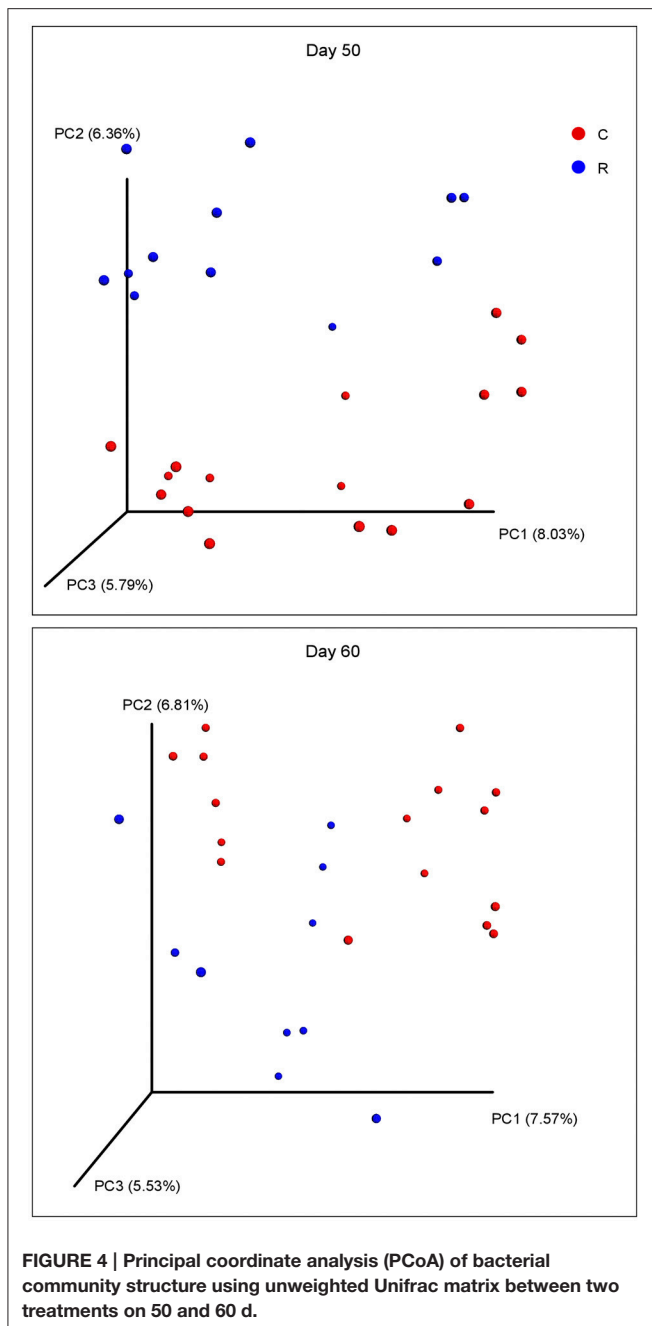 Day 50
PC2 (6.36%)
C
R
PC1 (8.03%)
PC3 (5.79%)
Day 60
PC2 (6.81%)
PC1 (7.57%)
PC3 (5.53%)
FIGURE 4 | Principal coordinate analysis (PCoA) of bacterial
community structure using unweighted Unifrac matrix between two
treatments on 50 and 60 d.